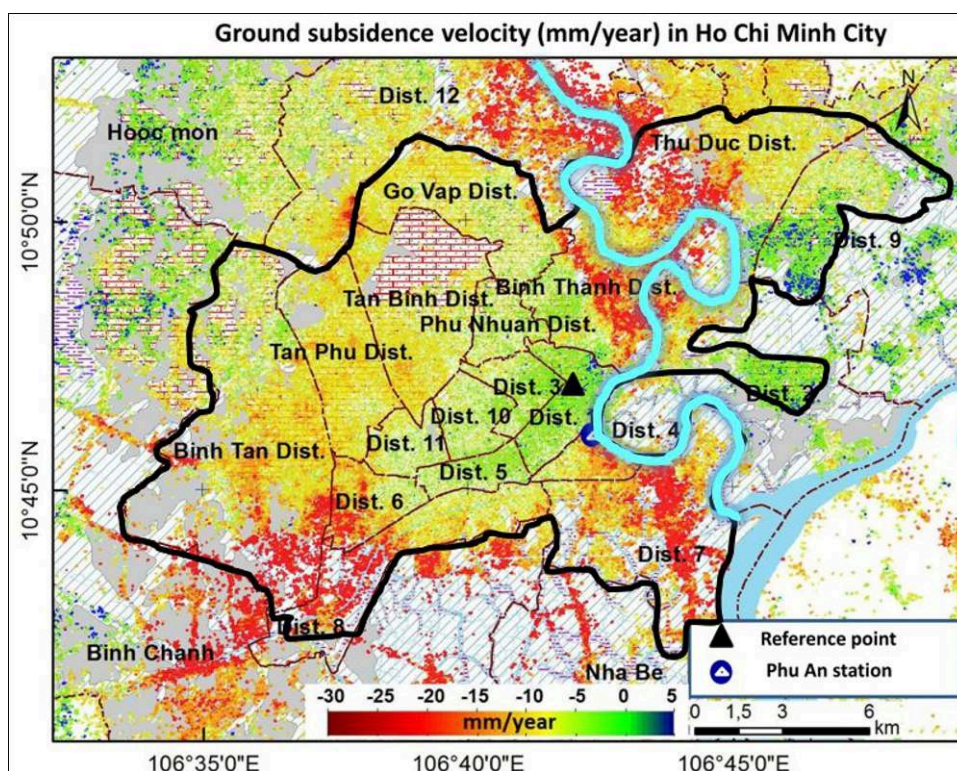 Ground subsidence velocity (mm/year) in Ho Chi Minh City
N
Dist. 12
Hooc mon
Thu Duc Dist.
Go Vap Dist.
Dist. 9
Binh Thanh Dist.
Tan Binh Dist.
Phu Nhuan Dist.
Tan Phu Dist.
Dist. 3
Dist. 2
Dist. 10
Dist. 1
Dist. 4
Dist. 11
Binh Tan Dist.
Dist. 5
Dist. 6
Dist. 7
Dist. 8
Binh Chanh
Nha Be
10°50'0"N
10°45'0"N
Reference point
Phu An station
-30 -25 -20 -15 -10 -5 0 5
mm/year
0 1,5 3 6
km
106°35'0"E 106°40'0"E 106°45'0"E